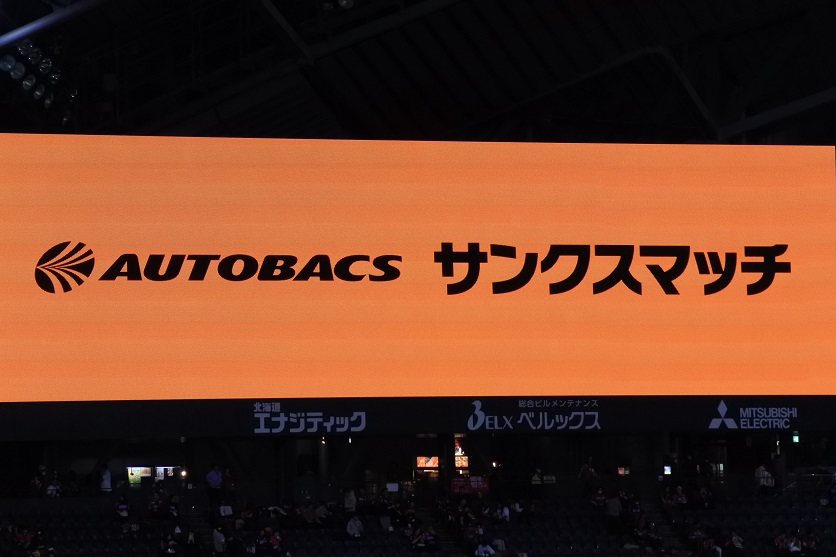 AUTOBACS サンクスマッチ
北海道
エナジティック
BELX 総合ビルメンテナンス
ベルックス
MITSUBISHI
ELECTRIC